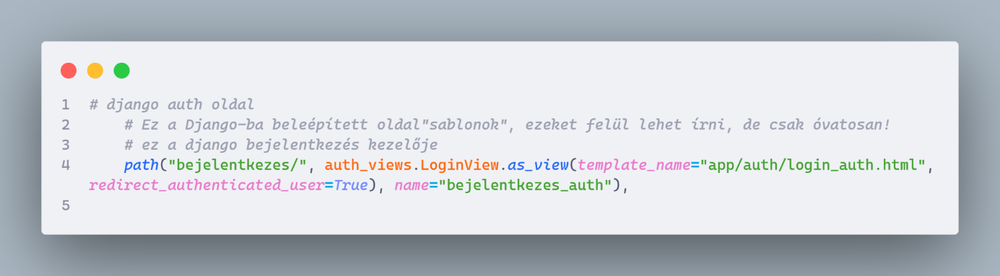 1 # django auth oldal
2 # Ez a Django-ba beleépített oldal"sablonok", ezeket felül lehet írni, de csak óvatosan!
3 # ez a django bejelentkezés kezelője
4 path("bejelentkezes/", auth_views.LoginView.as_view(template_name="app/auth/login_auth.html",
redirect_authenticated_user=True), name="bejelentkezes_auth"),
5